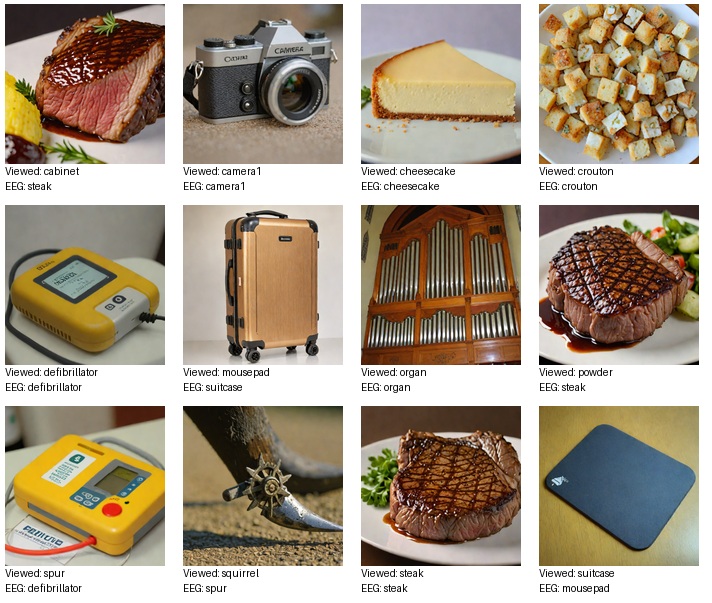 CAMERA
Viewed: cabinet
EEG: steak
Viewed: camera1
EEG: camera1
Viewed: cheesecake
EEG: cheesecake
Viewed: crouton
EEG: crouton
Viewed: defibrillator
EEG: defibrillator
Viewed: mousepad
EEG: suitcase
Viewed: organ
EEG: organ
Viewed: powder
EEG: steak
Viewed: spur
EEG: defibrillator
Viewed: squirrel
EEG: spur
Viewed: steak
EEG: steak
Viewed: suitcase
EEG: mousepad